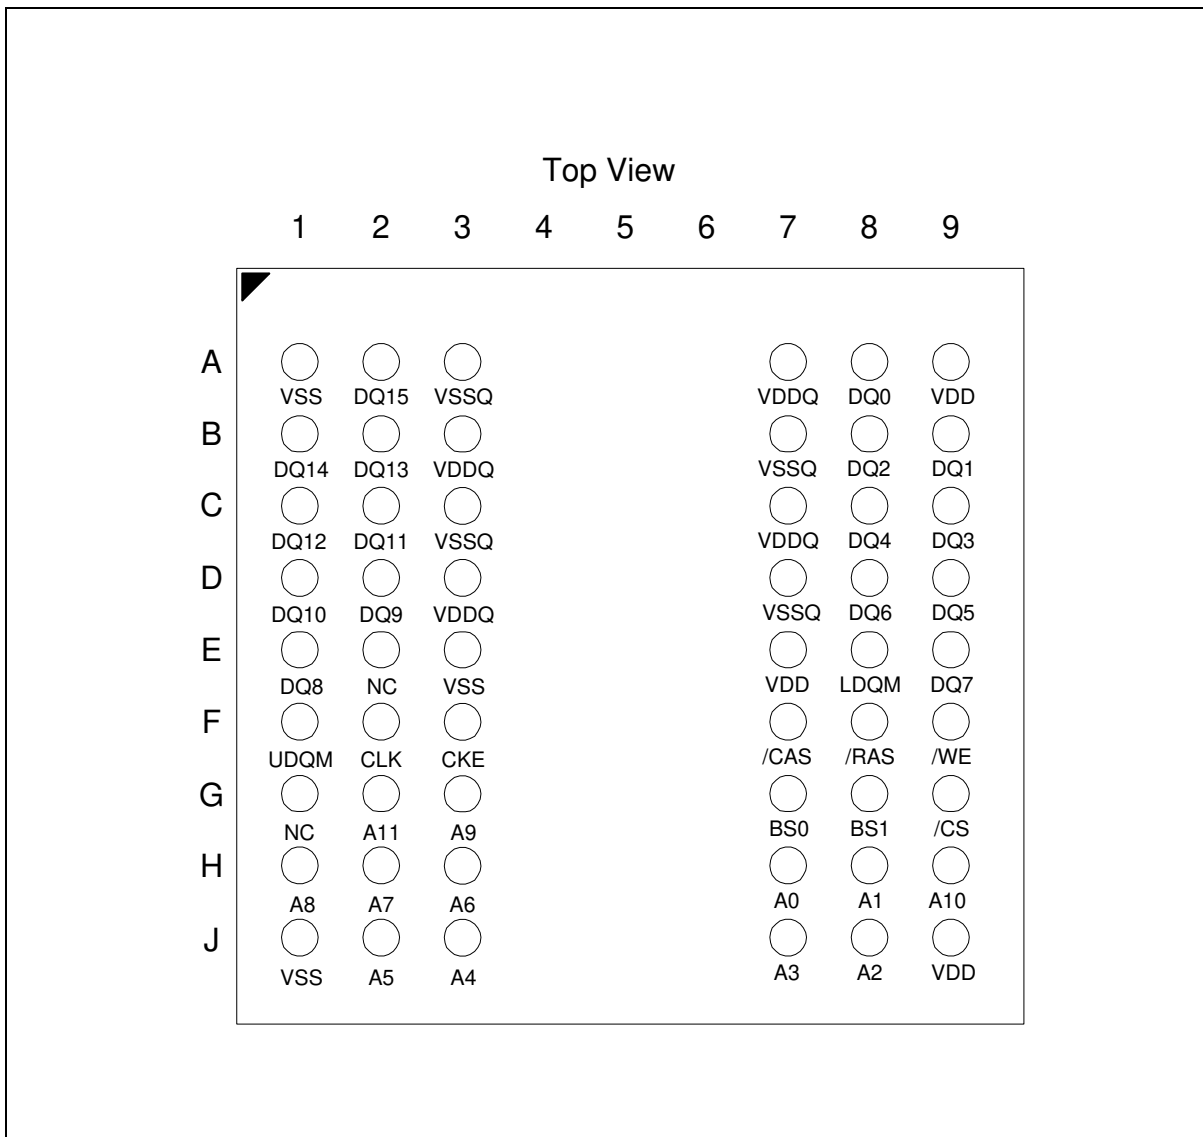 Top View
1 2 3 4 5 6 7 8 9
A
VSS DQ15 VSSQ VDDQ DQ0 VDD
B
DQ14 DQ13 VDDQ VSSQ DQ2 DQ1
C
DQ12 DQ11 VSSQ VDDQ DQ4 DQ3
D
DQ10 DQ9 VDDQ VSSQ DQ6 DQ5
E
DQ8 NC VSS VDD LDQM DQ7
F
UDQM CLK CKE /CAS /RAS /WE
G
NC A11 A9 BS0 BS1 /CS
H
A8 A7 A6 A0 A1 A10
J
VSS A5 A4 A3 A2 VDD